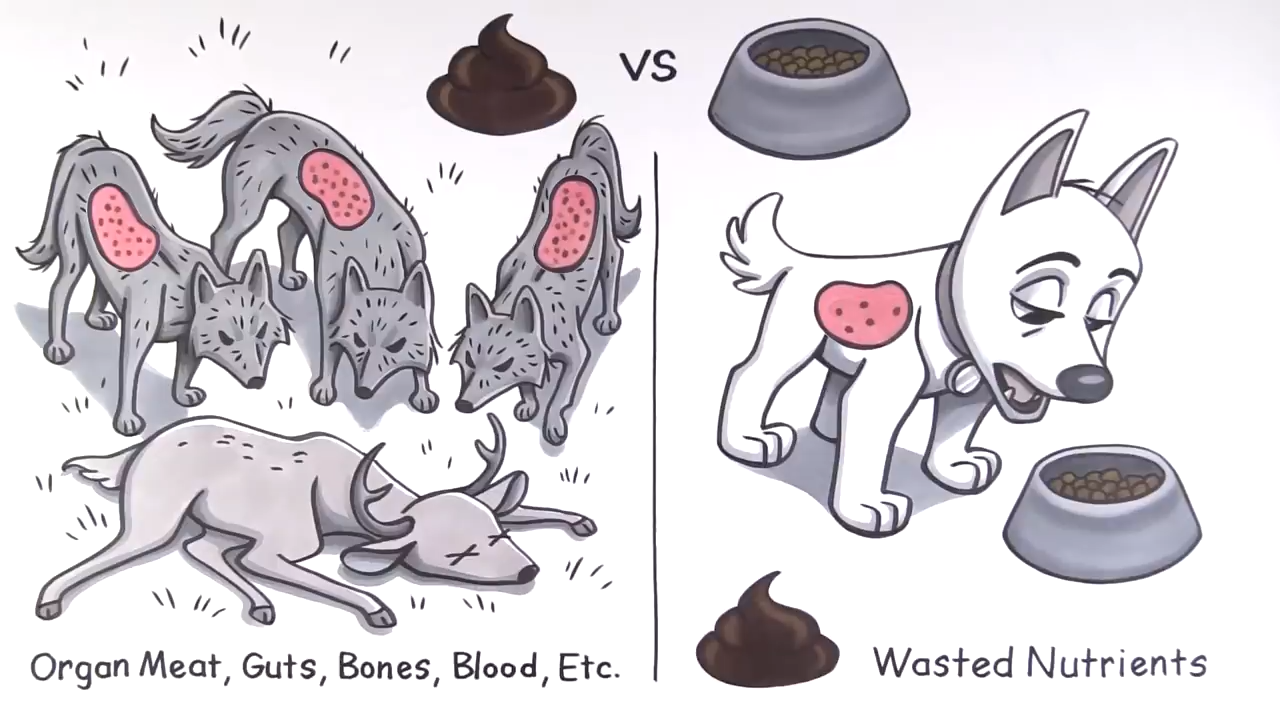 VS
Organ Meat, Guts, Bones, Blood, Etc.
Wasted Nutrients